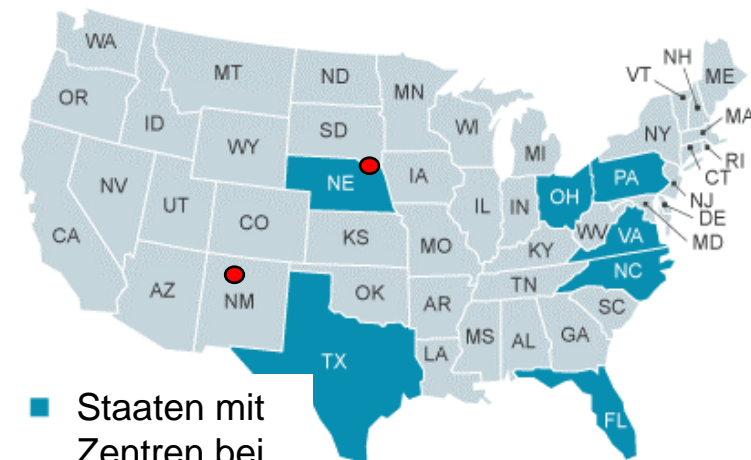 WA
NH
VT
ME
MT
ND
MN
OR
MA
ID
SD
WI
NY
WY
MI
RI
CT
NE
IA
PA
NV
OH
NJ
UT
IL
IN
DE
CO
WV
VA
MD
CA
KS
MO
KY
NC
AZ
NM
OK
TN
AR
SC
MS
AL
GA
LA
TX
FL
Staaten mit
Zentren bei